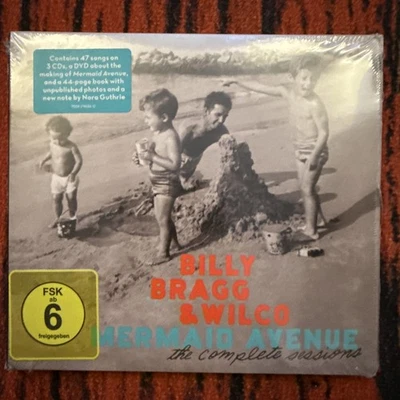 Contains 47 songs on
3 CDs, a DVD about the
making of Mermaid Avenue,
and a 44-page book with
unpublished photos and a
new note by Nora Guthrie
BILLY
BRAGG
& WILCO
MERMAID AVENUE
the complete sessions
FSK
ab
6
freigegeben